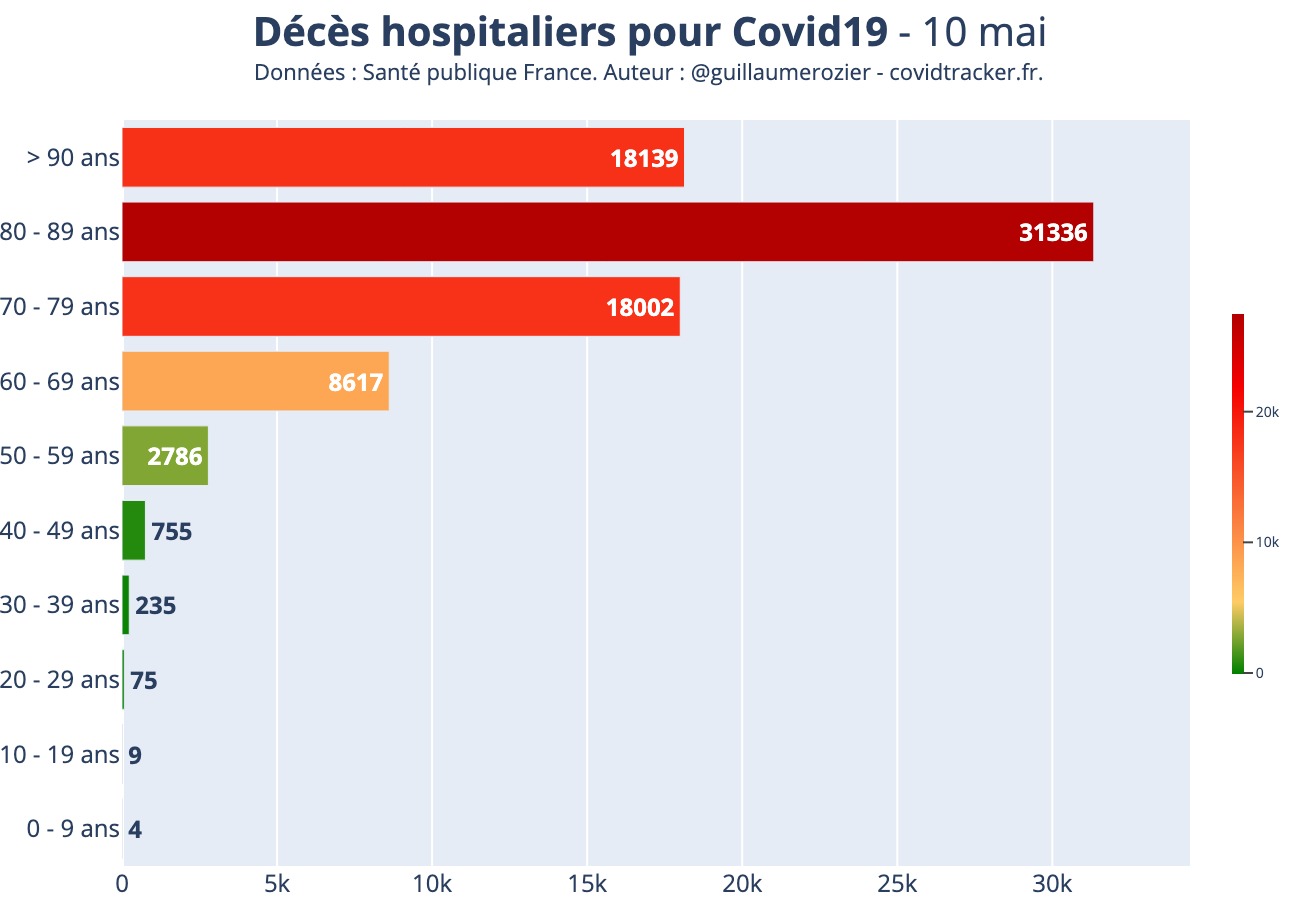 Décès hospitaliers pour Covid19 - 10 mai
Données : Santé publique France. Auteur : @guillaumerozier - covidtracker.fr.
> 90 ans 18139
80 - 89 ans 31336
70 - 79 ans 18002
60 - 69 ans 8617
50 - 59 ans 2786
40 - 49 ans 755
30 - 39 ans 235
20 - 29 ans 75
10 - 19 ans 9
0 - 9 ans 4
0 5k 10k 15k 20k 25k 30k
20k
10k
0